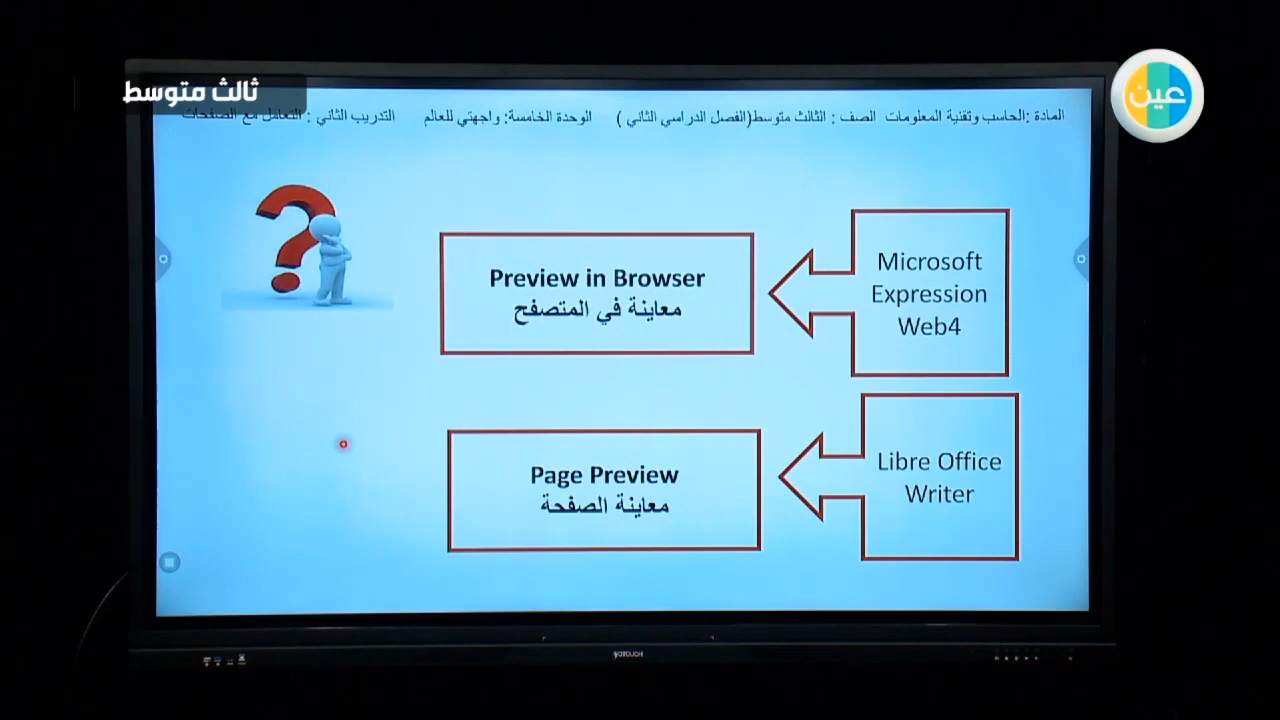 ثالث متوسط
عين
المادة :الحاسب وتقنية المعلومات الصف : الثالث متوسط(الفصل الدراسي الثاني ) الوحدة الخامسة: واجهتي للعالم التدريب الثاني : التعامل مع الصفحات
Microsoft
Expression
Web4
Preview in Browser
معاينة في المتصفح
Libre Office
Writer
Page Preview
معاينة الصفحة